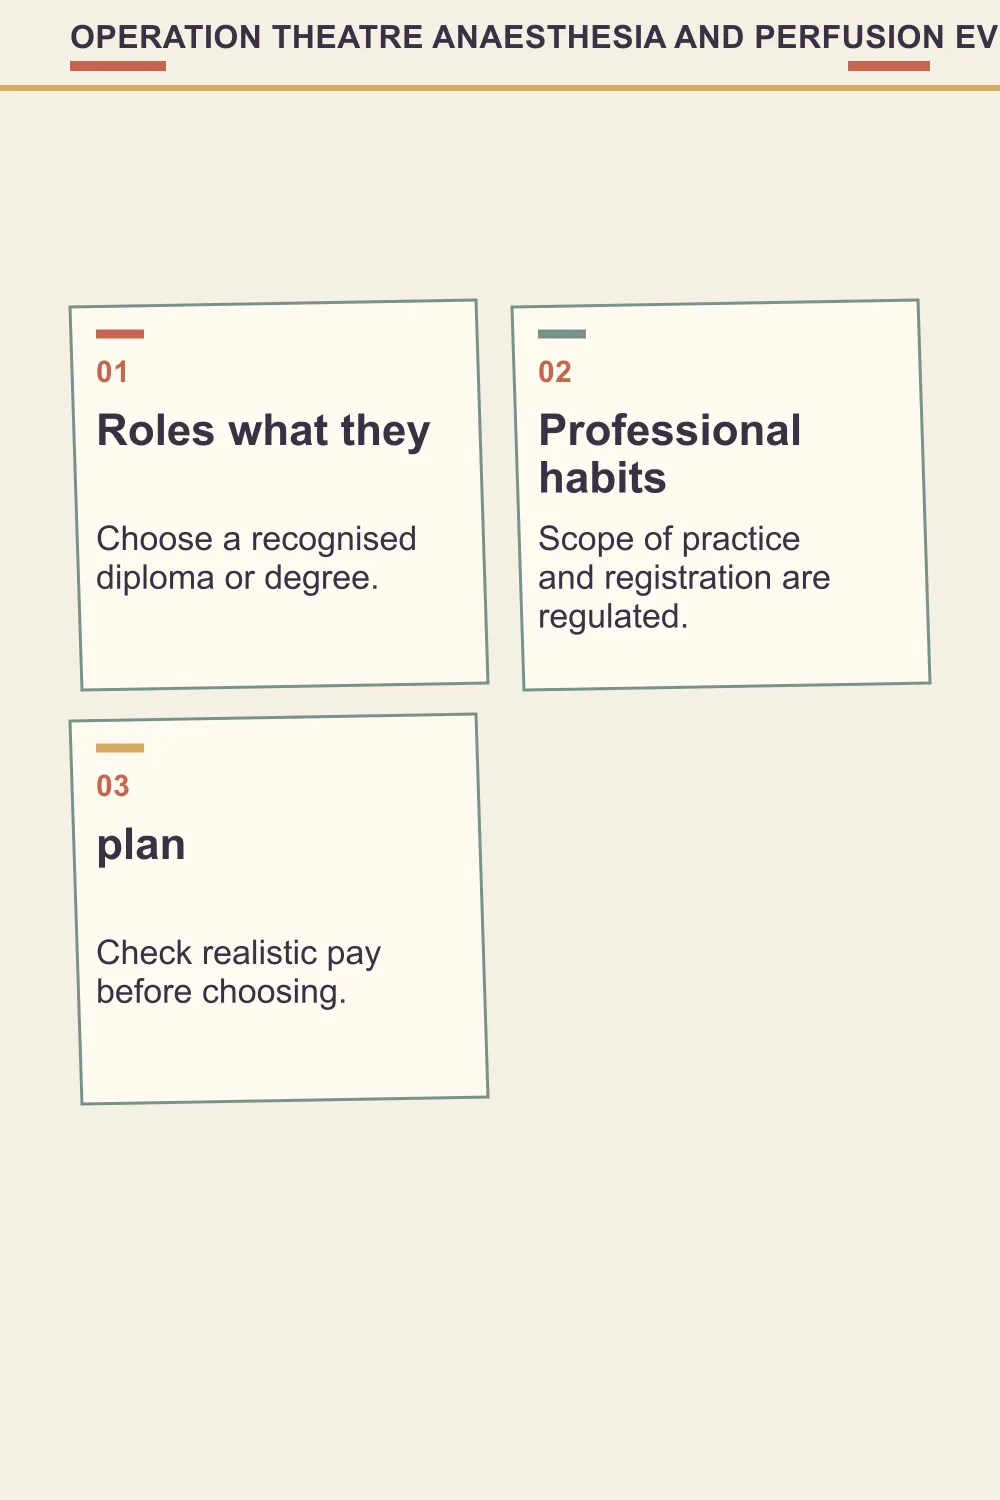 OPERATION THEATRE ANAESTHESIA AND PERFUSION EV
01
Roles what they
Choose a recognised
diploma or degree.
02
Professional
habits
Scope of practice
and registration are
regulated.
03
plan
Check realistic pay
before choosing.